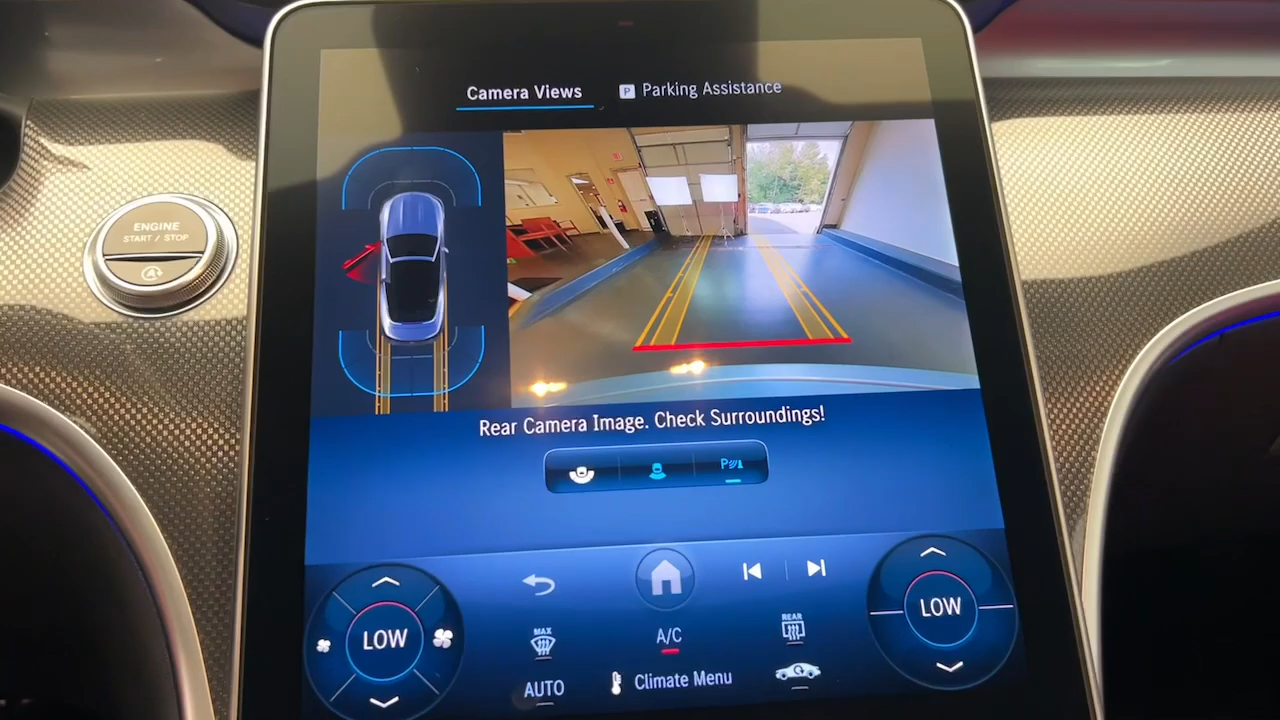 Camera Views
P Parking Assistance
ENGINE
START / STOP
A
Rear Camera Image. Check Surroundings!
P
LOW
LOW
MAX
A/C
REAR
AUTO
Climate Menu